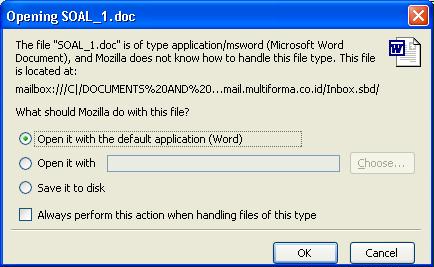 Opening SOAL_1.doc
The file "SOAL_1.doc" is of type application/msword (Microsoft Word
Document), and Mozilla does not know how to handle this file type. This file
is located at:
mailbox:///C|/DOCUMENTS%20AND%20...mail.multiforma.co.id/Inbox.sbd/
What should Mozilla do with this file?
Open it with the default application (Word)
Open it with
Choose...
Save it to disk
Always perform this action when handling files of this type
OK
Cancel